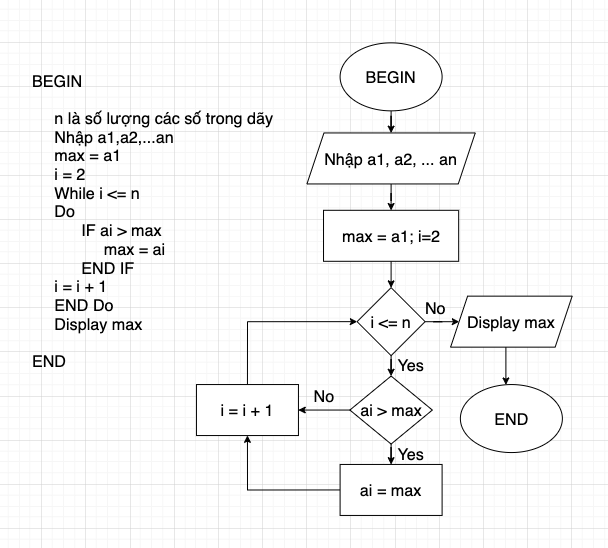 BEGIN
n là số lượng các số trong dãy
Nhập a1,a2,...an
max = a1
i = 2
While i <= n
Do
IF ai > max
max = ai
END IF
i = i + 1
END Do
Display max
END
BEGIN
Nhập a1, a2, ... an
max = a1; i=2
i <= n
No
Display max
Yes
END
ai > max
No
i = i + 1
Yes
ai = max